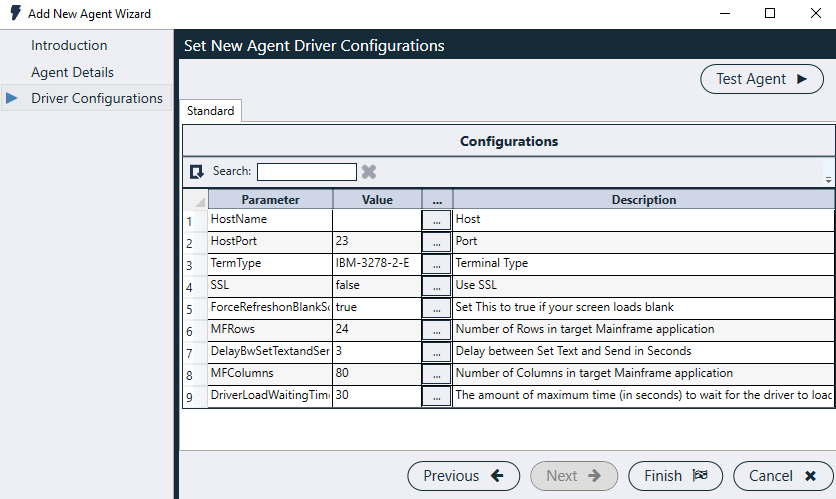 Add New Agent Wizard
Introduction
Agent Details
Driver Configurations
Set New Agent Driver Configurations
Test Agent
Standard
Configurations
Search:
Parameter Value ... Description
1 HostName ... Host
2 HostPort 23 ... Port
3 TermType IBM-3278-2-E ... Terminal Type
4 SSL false ... Use SSL
5 ForceRefreshonBlankSc true ... Set This to true if your screen loads blank
6 MFRows 24 ... Number of Rows in target Mainframe application
7 DelayBwSetTextandSer 3 ... Delay between Set Text and Send in Seconds
8 MFColumns 80 ... Number of Columns in target Mainframe application
9 DriverLoadWaitingTim 30 ... The amount of maximum time (in seconds) to wait for the driver to load
Previous Next Finish Cancel